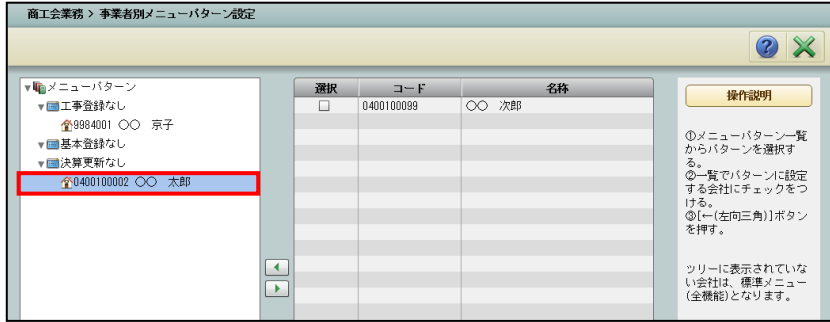 商工会業務 > 事業者別メニューパターン設定
メニューパターン
工事登録なし
9984001 〇〇 京子
基本登録なし
決算更新なし
0400100002 〇〇 太郎
選択 コード 名称
0400100099 〇〇 次郎
操作説明
①メニューパターン一覧
からパターンを選択す
る。
②一覧でパターンに設定
する会社にチェックをつ
ける。
③[←(左向三角)]ボタン
を押す。
ツリーに表示されていな
い会社は、標準メニュー
(全機能)となります。